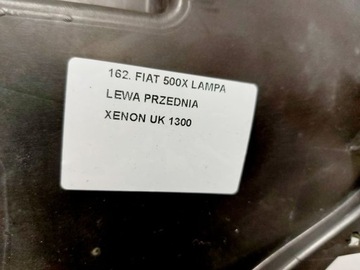 162. FIAT 500X LAMPA
LEWA PRZEDNIA
XENON UK 1300